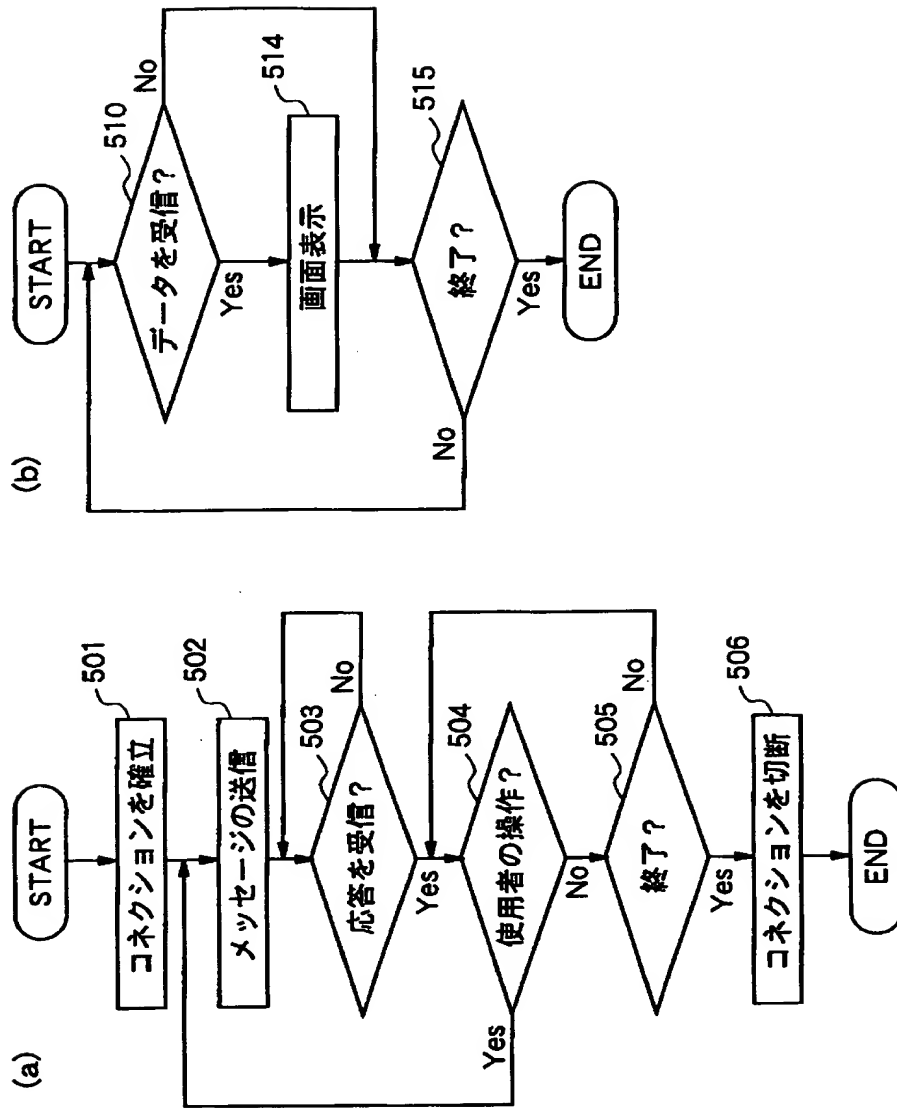 (a)
START
コネクションを確立
501
メッセージの送信
502
応答を受信?
503
No
Yes
使用者の操作?
504
Yes
No
終了?
505
No
Yes
コネクションを切断
506
END
(b)
START
データを受信?
510
No
Yes
画面表示
514
終了?
515
No
Yes
END